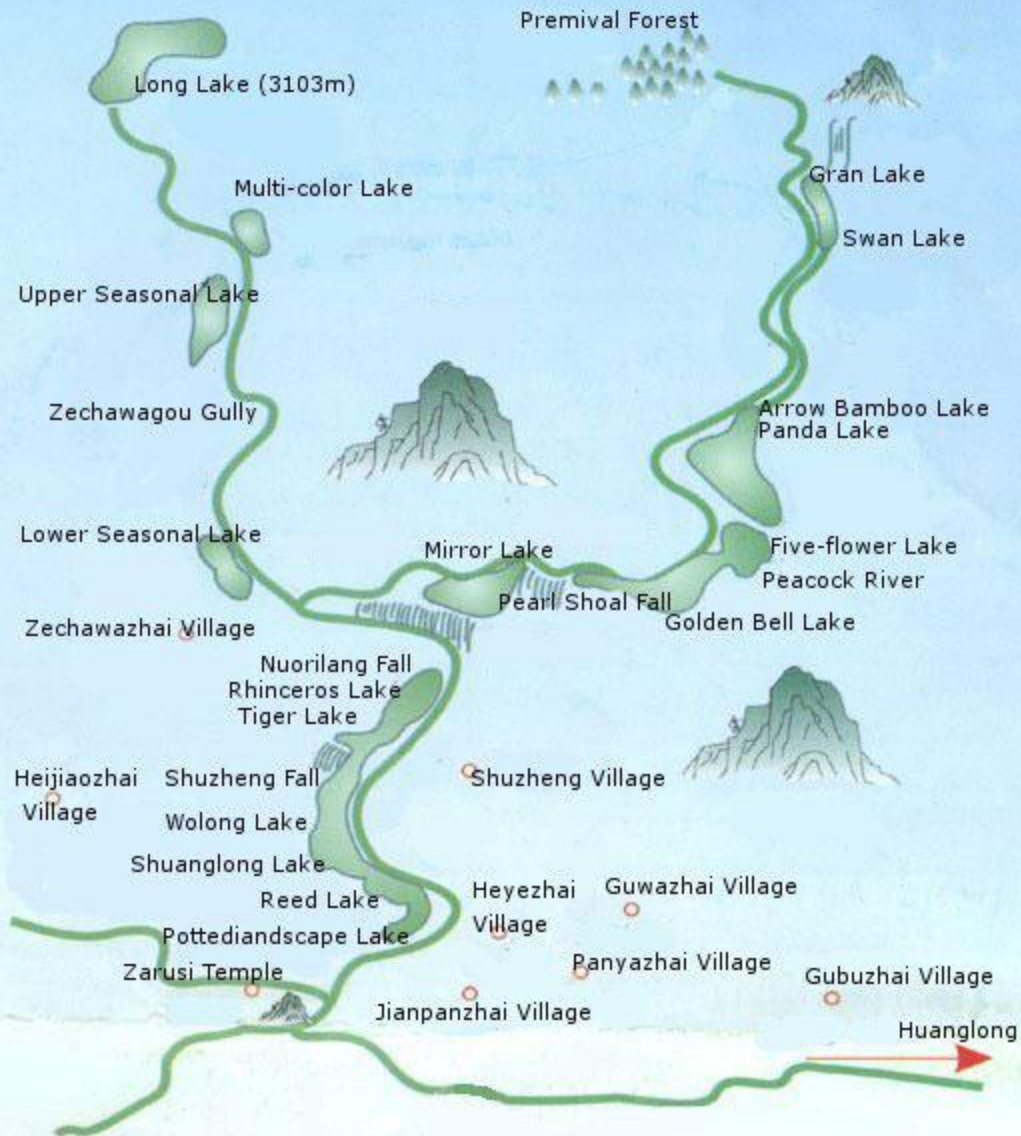 Premival Forest
Long Lake (3103m)
Gran Lake
Multi-color Lake
Swan Lake
Upper Seasonal Lake
Zechawagou Gully
Arrow Bamboo Lake
Panda Lake
Lower Seasonal Lake
Mirror Lake
Five-flower Lake
Peacock River
Pearl Shoal Fall
Golden Bell Lake
Zechawazhai Village
Nuorilang Fall
Rhinceros Lake
Tiger Lake
Heijiaozhai
Village
Shuzheng Fall
Shuzheng Village
Wolong Lake
Shuanglong Lake
Reed Lake
Heyezhai
Village
Guwazhai Village
Pottediandscape Lake
Zarusi Temple
Panyazhai Village
Gubuzhai Village
Jianpanzhai Village
Huanglong